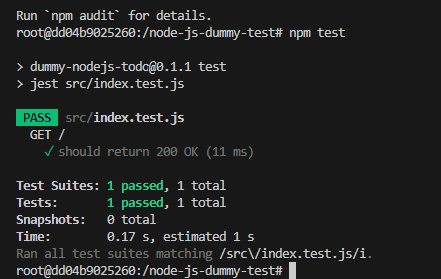 Run `npm audit` for details.
root@dd04b9025260:/node-js-dummy-test# npm test
> dummy-nodejs-todo@0.1.1 test
> jest src/index.test.js
PASS src/index.test.js
GET /
✓ should return 200 OK (11 ms)
Test Suites: 1 passed, 1 total
Tests: 1 passed, 1 total
Snapshots: 0 total
Time: 0.17 s, estimated 1 s
Ran all test suites matching /src\/index.test.js/i.
root@dd04b9025260:/node-js-dummy-test#